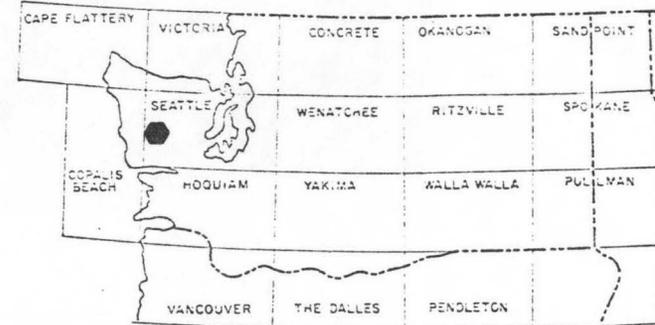 CAPE FLATTERY VICTORIA CONCRETE OKANOGAN SANDPOINT
SEATTLE WENATCHEE RITZVILLE SPOKANE
COPALIS
BEACH HOQUIAM YAKIMA WALLA WALLA PULLMAN
VANCOUVER THE DALLES PENDLETON